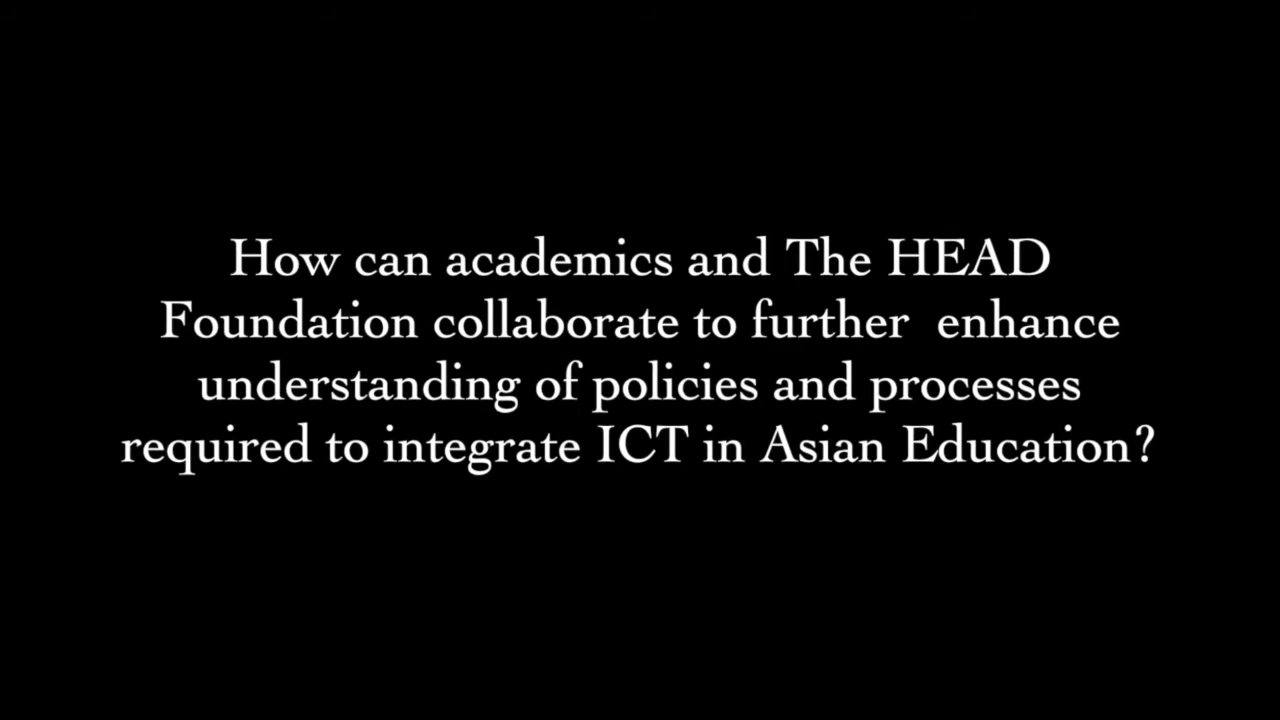 How can academics and The HEAD
Foundation collaborate to further  enhance
understanding of policies and processes
required to integrate ICT in Asian Education?